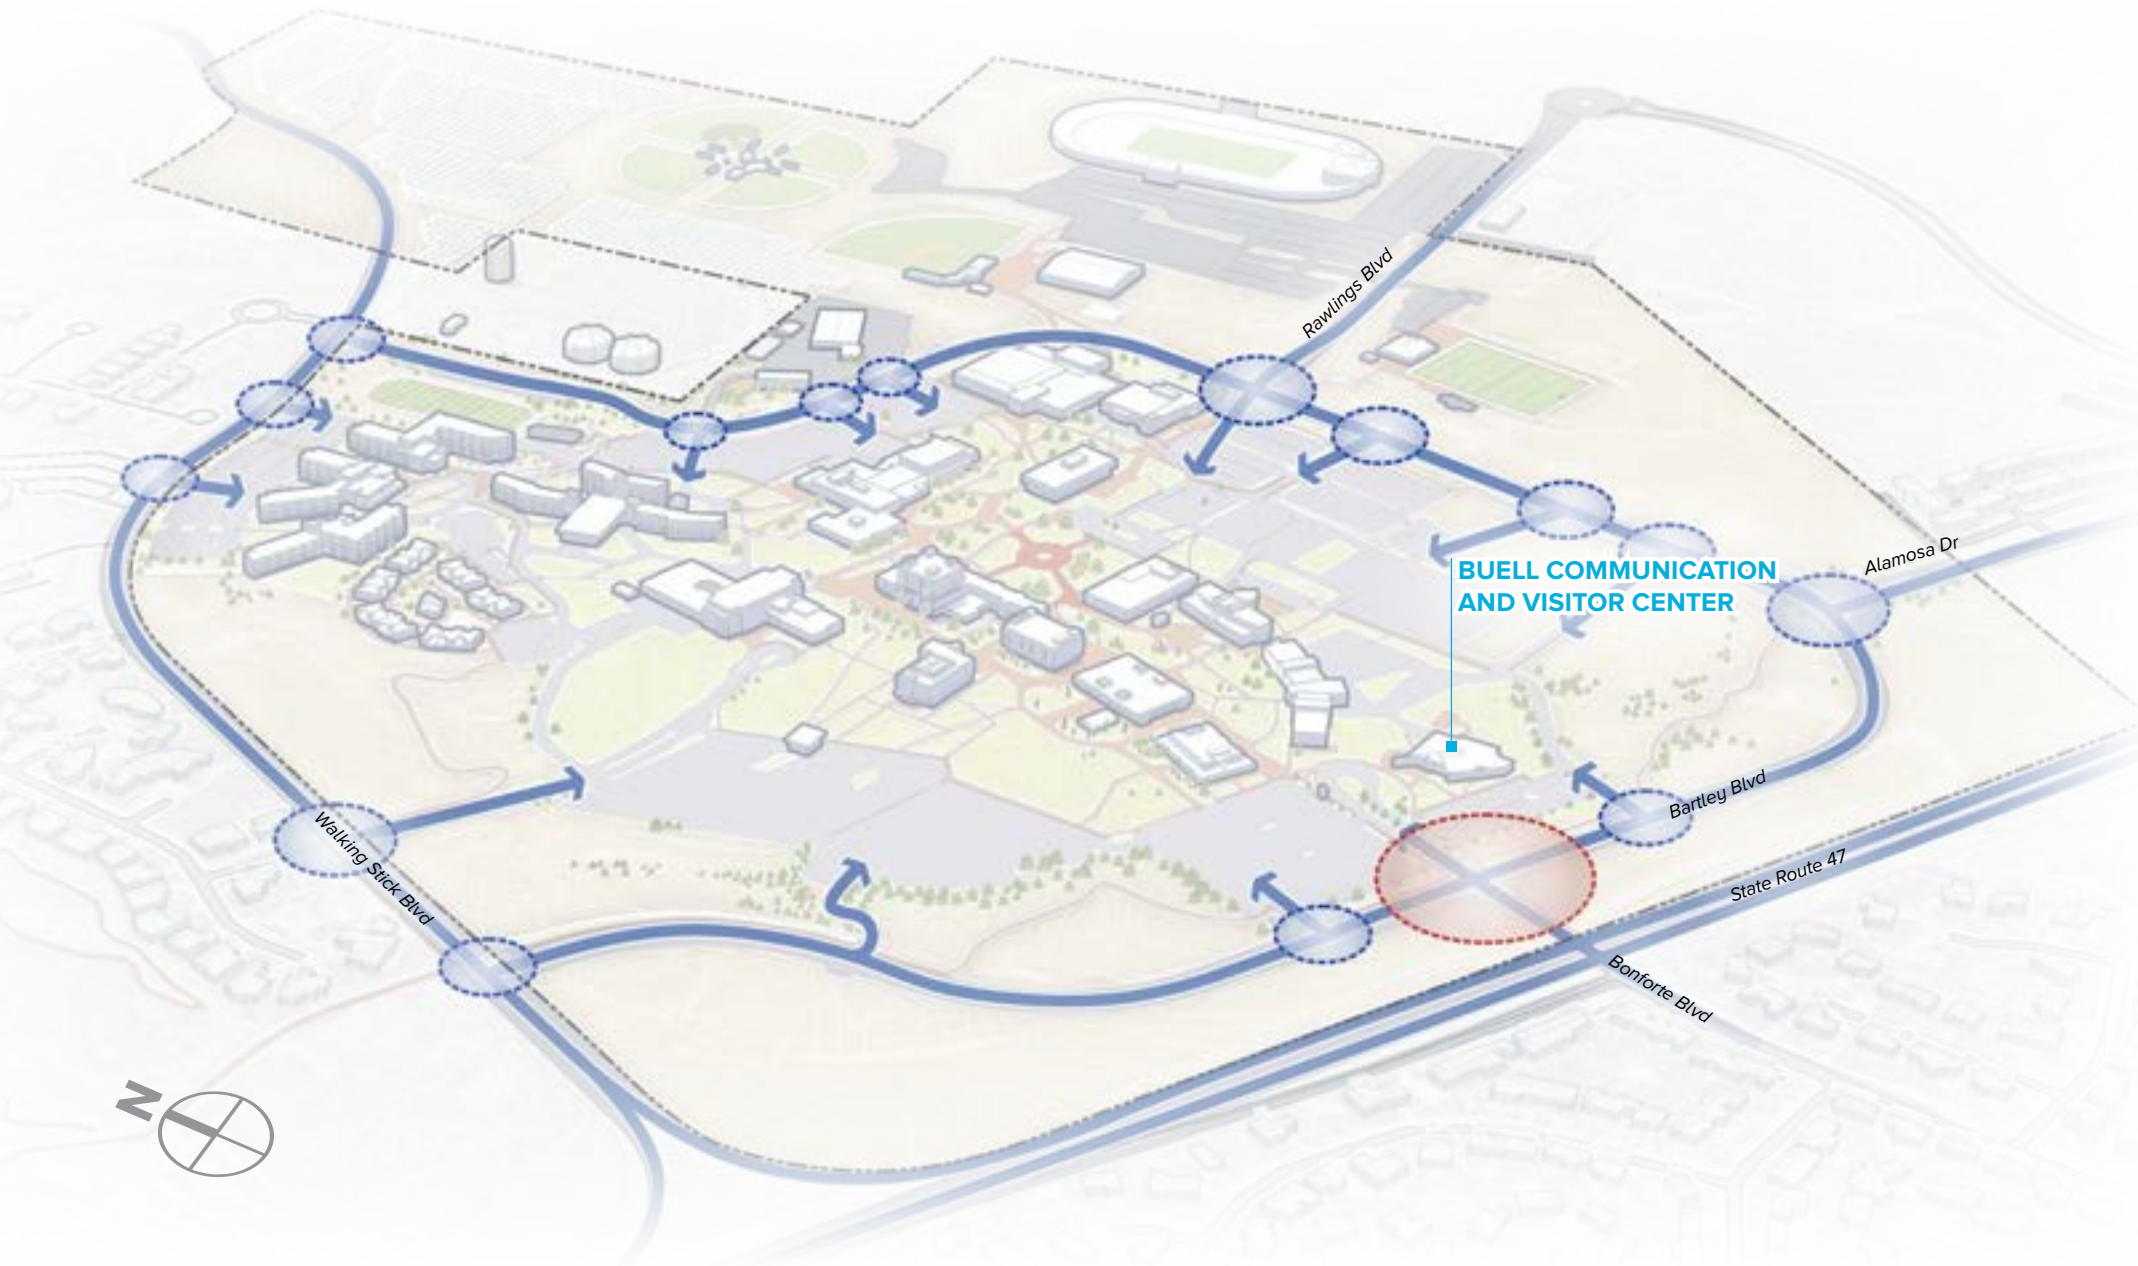 Rawlings Blvd
Alamosa Dr
BUELL COMMUNICATION
AND VISITOR CENTER
Bartley Blvd
Walking Stick Blvd
State Route 47
Bonforte Blvd
N